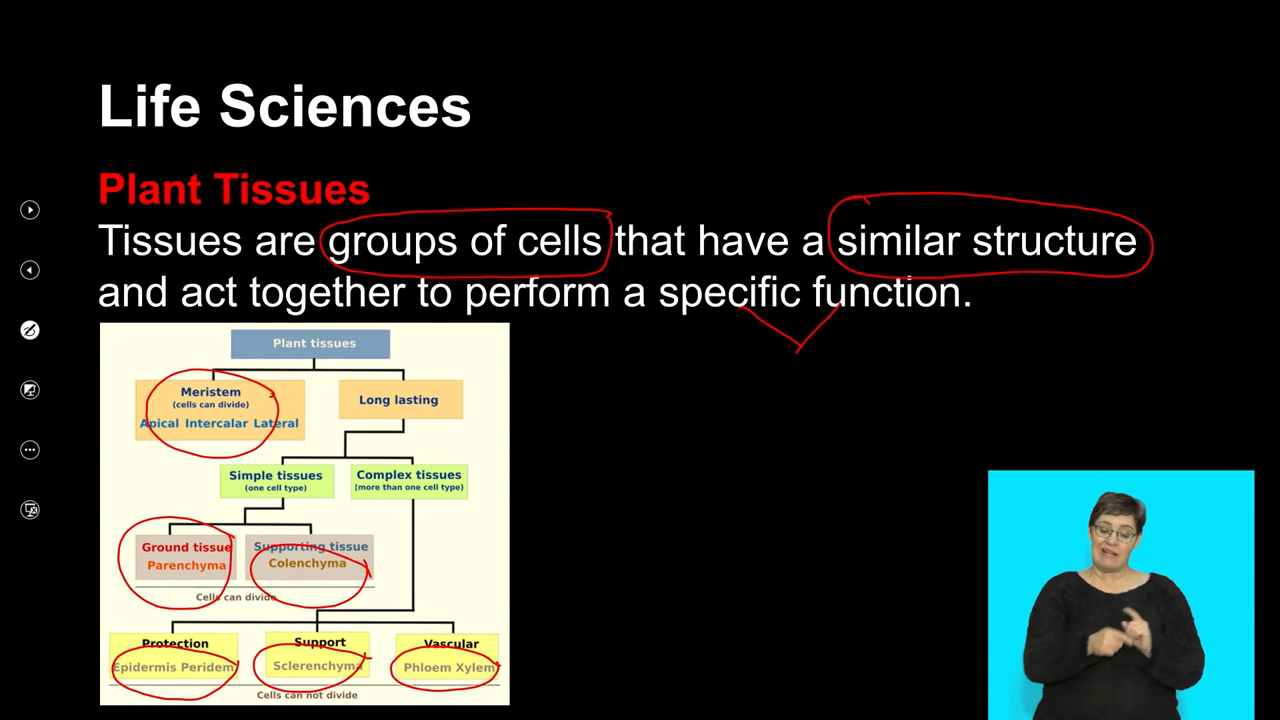 Life Sciences
Plant Tissues
Tissues are groups of cells that have a similar structure
and act together to perform a specific function.
Plant tissues
Meristem
(cells can divide)
Apical Intercalar Lateral
Long lasting
Simple tissues
(one cell type)
Complex tissues
(more than one cell type)
Ground tissue
Parenchyma
Supporting tissue
Colenchyma
Cells can divide
Protection
Epidermis Peridem
Support
Sclerenchyma
Vascular
Phloem Xylem
Cells can not divide